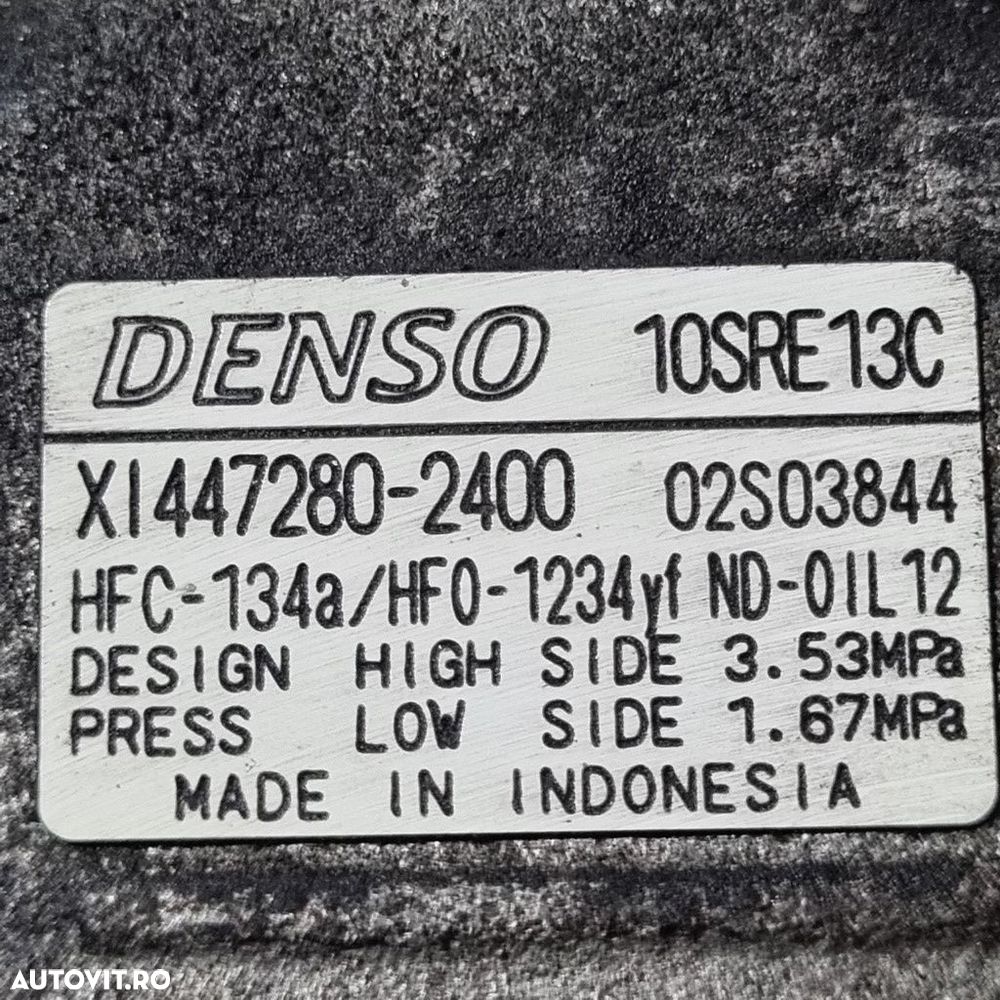 DENSO 10SRE13C
XI447280-2400 02S03844
HFC-134a/HFO-1234yf ND-OIL12
DESIGN HIGH SIDE 3.53MPa
PRESS LOW SIDE 1.67MPa
MADE IN INDONESIA
AUTOVIT.RO